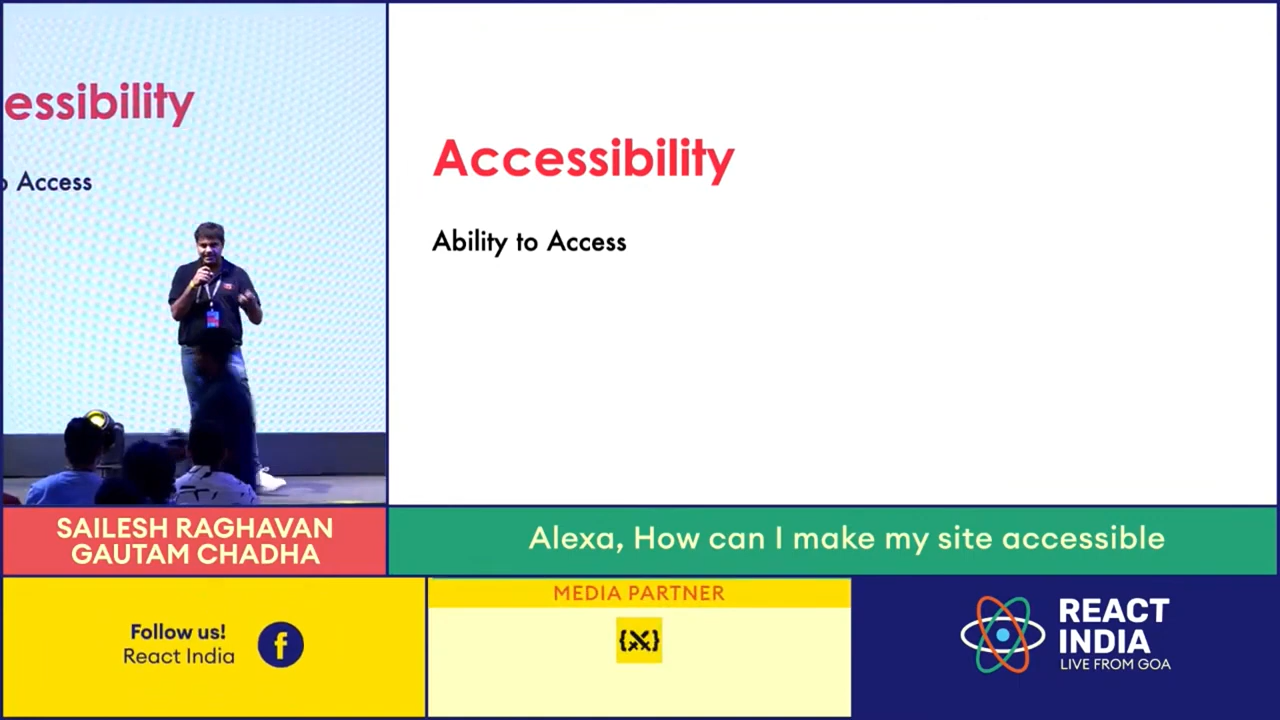 essibility
o Access
Accessibility
Ability to Access
SAILESH RAGHAVAN
GAUTAM CHADHA
Alexa, How can I make my site accessible
Follow us!
React India
f
MEDIA PARTNER
{X}
REACT
INDIA
LIVE FROM GOA